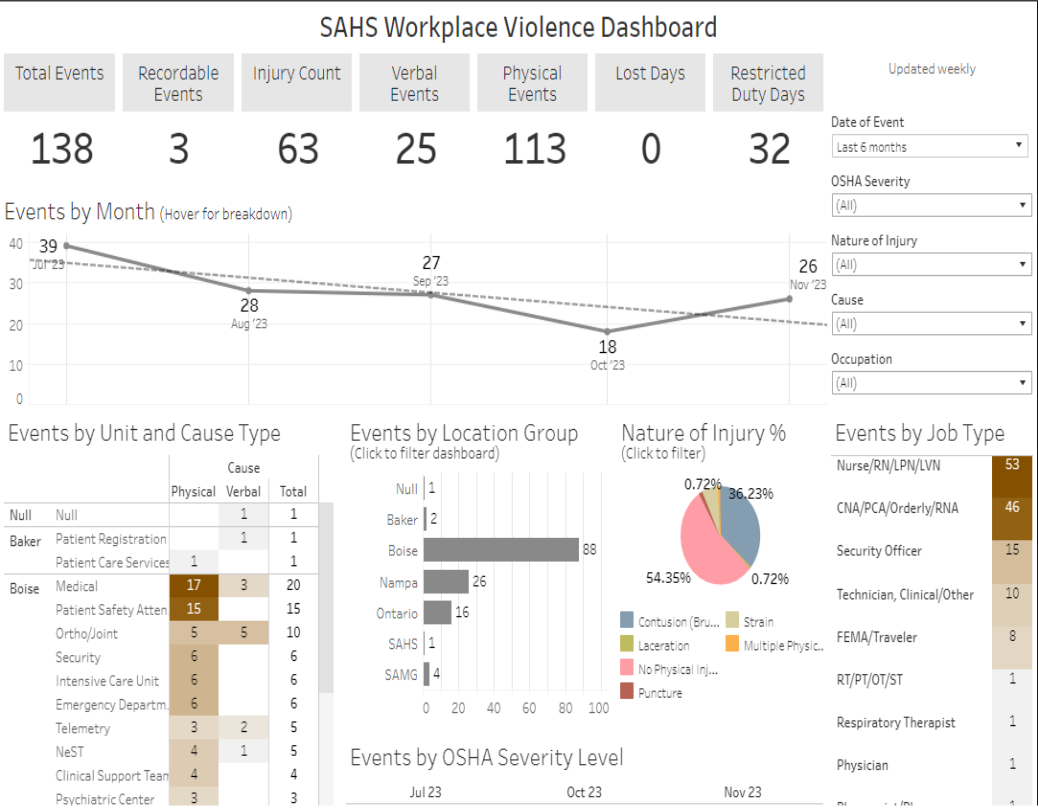 SAHS Workplace Violence Dashboard
Total Events
Recordable Events
Injury Count
Verbal Events
Physical Events
Lost Days
Restricted Duty Days
138
3
63
25
113
0
32
Updated weekly
Date of Event
Last 6 months
OSHA Severity
(All)
Nature of Injury
(All)
Cause
(All)
Occupation
(All)
Events by Month (Hover for breakdown)
40
30
20
10
0
39
Jul '23
28
Aug '23
27
Sep '23
18
Oct '23
26
Nov '23
Events by Unit and Cause Type
Cause
Physical Verbal Total
Null Null 1 1
Baker Patient Registration 1 1
Patient Care Services 1 1
Boise Medical 17 3 20
Patient Safety Atten 15 15
Ortho/Joint 5 5 10
Security 6 6
Intensive Care Unit 6 6
Emergency Departm. 6 6
Telemetry 3 2 5
NeST 4 1 5
Clinical Support Team 4 4
Psychiatric Center 3 3
Events by Location Group
(Click to filter dashboard)
Null 1
Baker 2
Boise 88
Nampa 26
Ontario 16
SAHS 1
SAMG 4
0 20 40 60 80 100
Nature of Injury %
(Click to filter)
0.72%
36.23%
54.35%
0.72%
Contusion (Bru...
Strain
Laceration
Multiple Physic..
No Physical Inj...
Puncture
Events by OSHA Severity Level
Jul 23 Oct 23 Nov 23
Events by Job Type
Nurse/RN/LPN/LVN 53
CNA/PCA/Orderly/RNA 46
Security Officer 15
Technician, Clinical/Other 10
FEMA/Traveler 8
RT/PT/OT/ST 1
Respiratory Therapist 1
Physician 1